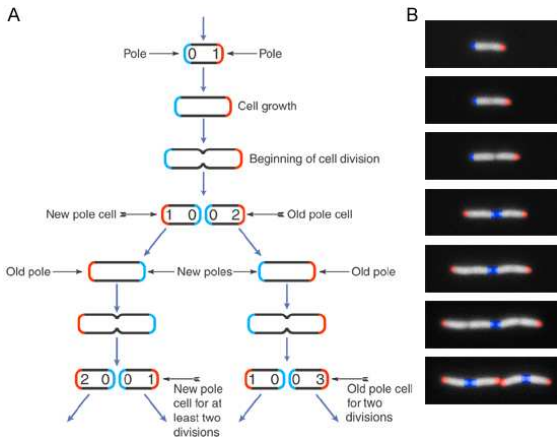 A
B
Pole
0 1
Pole
Cell growth
Beginning of cell division
New pole cell
1 0 0 2
Old pole cell
Old pole
New poles
Old pole
2 0 0 1
New pole
cell for at
least two
divisions
1 0 0 3
Old pole cell
for two
divisions